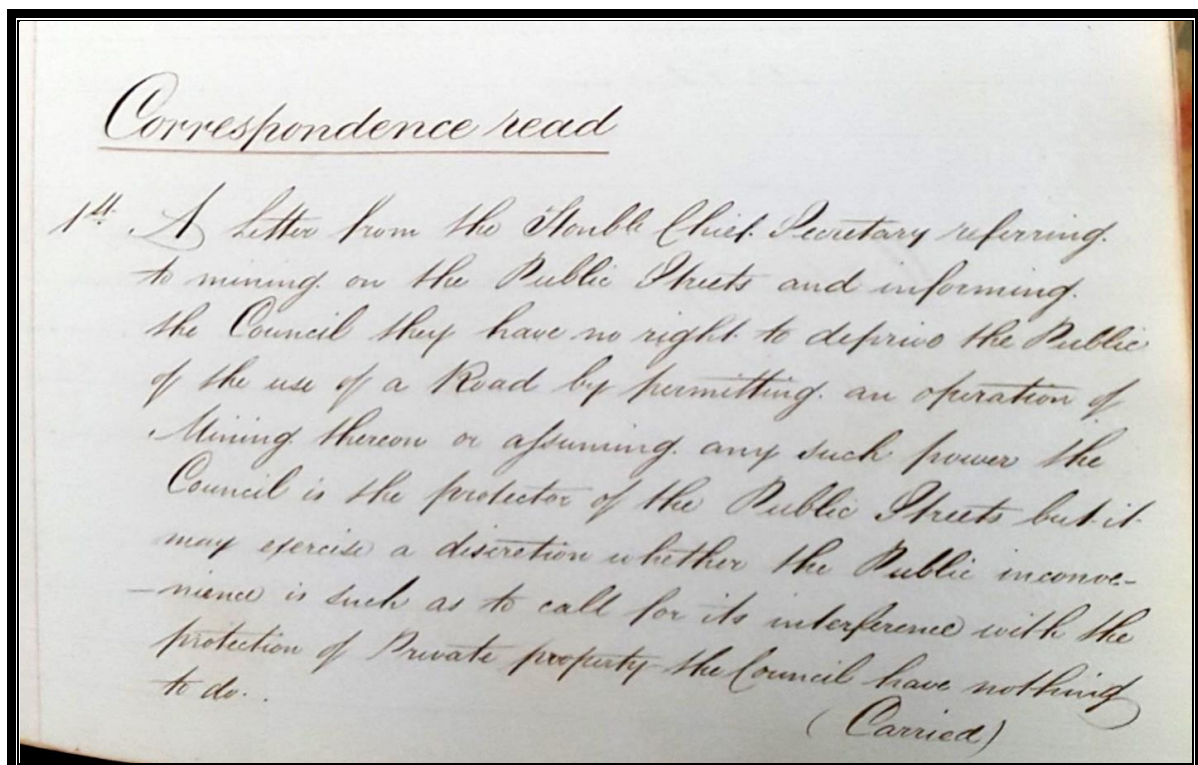 Correspondence read
1st. A Letter from the Honble Chief Secretary referring
to mining on the Public Streets and informing
the Council they have no right to deprive the Public
of the use of a Road by permitting an operation of
Mining thereon or assuming any such power the
Council is the protector of the Public Streets but it
may exercise a discretion whether the Public inconve-
-nience is such as to call for its interference with the
protection of Private property the Council have nothing
to do.
(Carried)